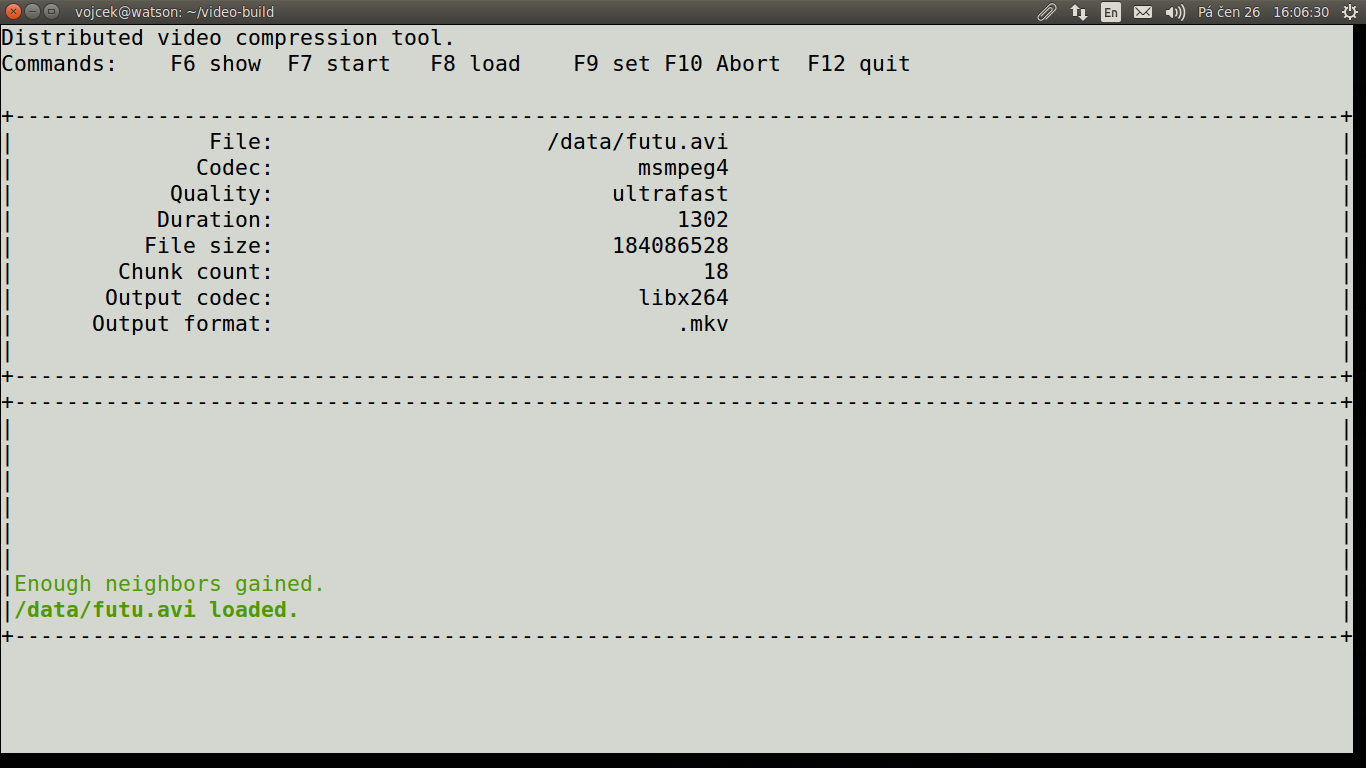 vojcek@watson: ~/video-build
En
Pá čen 26 16:06:30
Distributed video compression tool.
Commands: F6 show F7 start F8 load F9 set F10 Abort F12 quit
File: /data/futu.avi
Codec: msmpeg4
Quality: ultrafast
Duration: 1302
File size: 184086528
Chunk count: 18
Output codec: libx264
Output format: .mkv
Enough neighbors gained.
/data/futu.avi loaded.